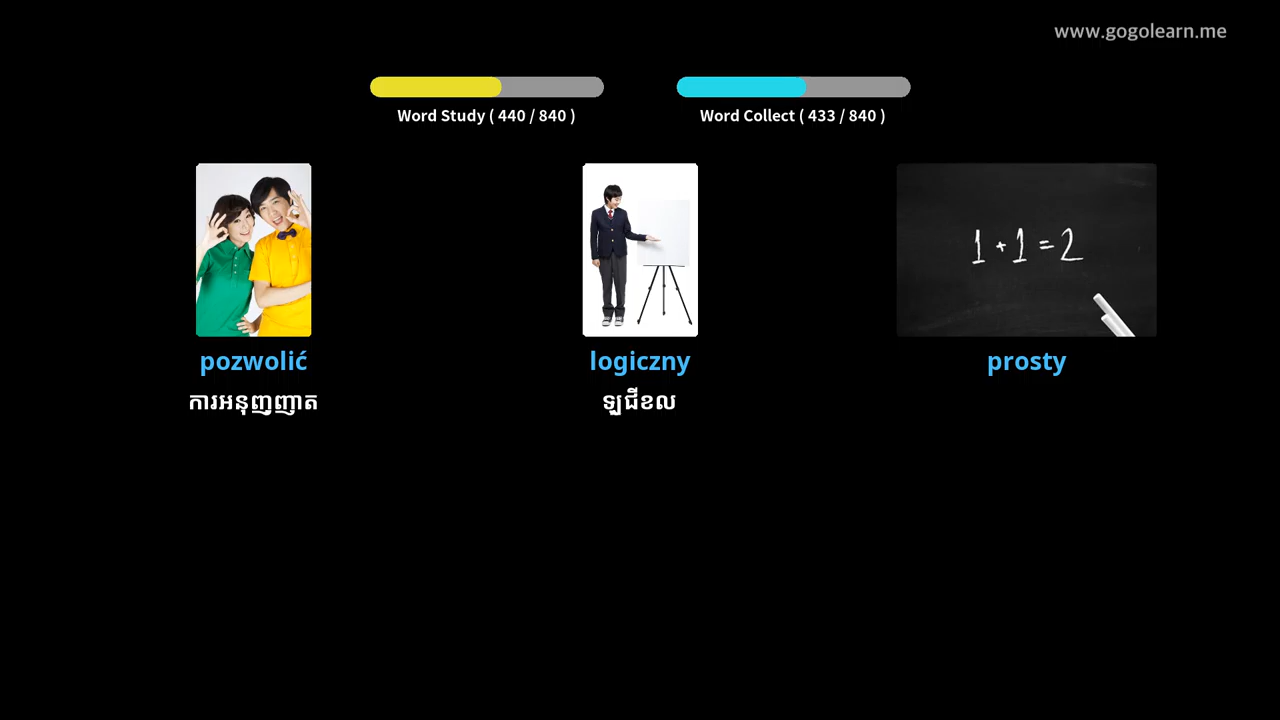 www.gogolearn.me
Word Study ( 440 / 840 )
Word Collect ( 433 / 840 )
1 + 1 = 2
pozwolić
logiczny
prosty
ការអនុញ្ញាត
ឡូជីខល